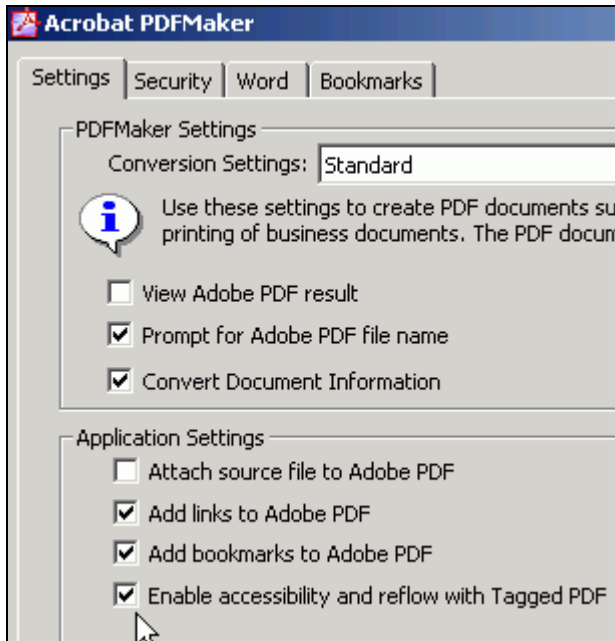 Acrobat PDFMaker
Settings Security Word Bookmarks
PDFMaker Settings
Conversion Settings: Standard
Use these settings to create PDF documents
printing of business documents. The PDF
View Adobe PDF result
Prompt for Adobe PDF file name
Convert Document Information
Application Settings
Attach source file to Adobe PDF
Add links to Adobe PDF
Add bookmarks to Adobe PDF
Enable accessibility and reflow with Tagged PDF